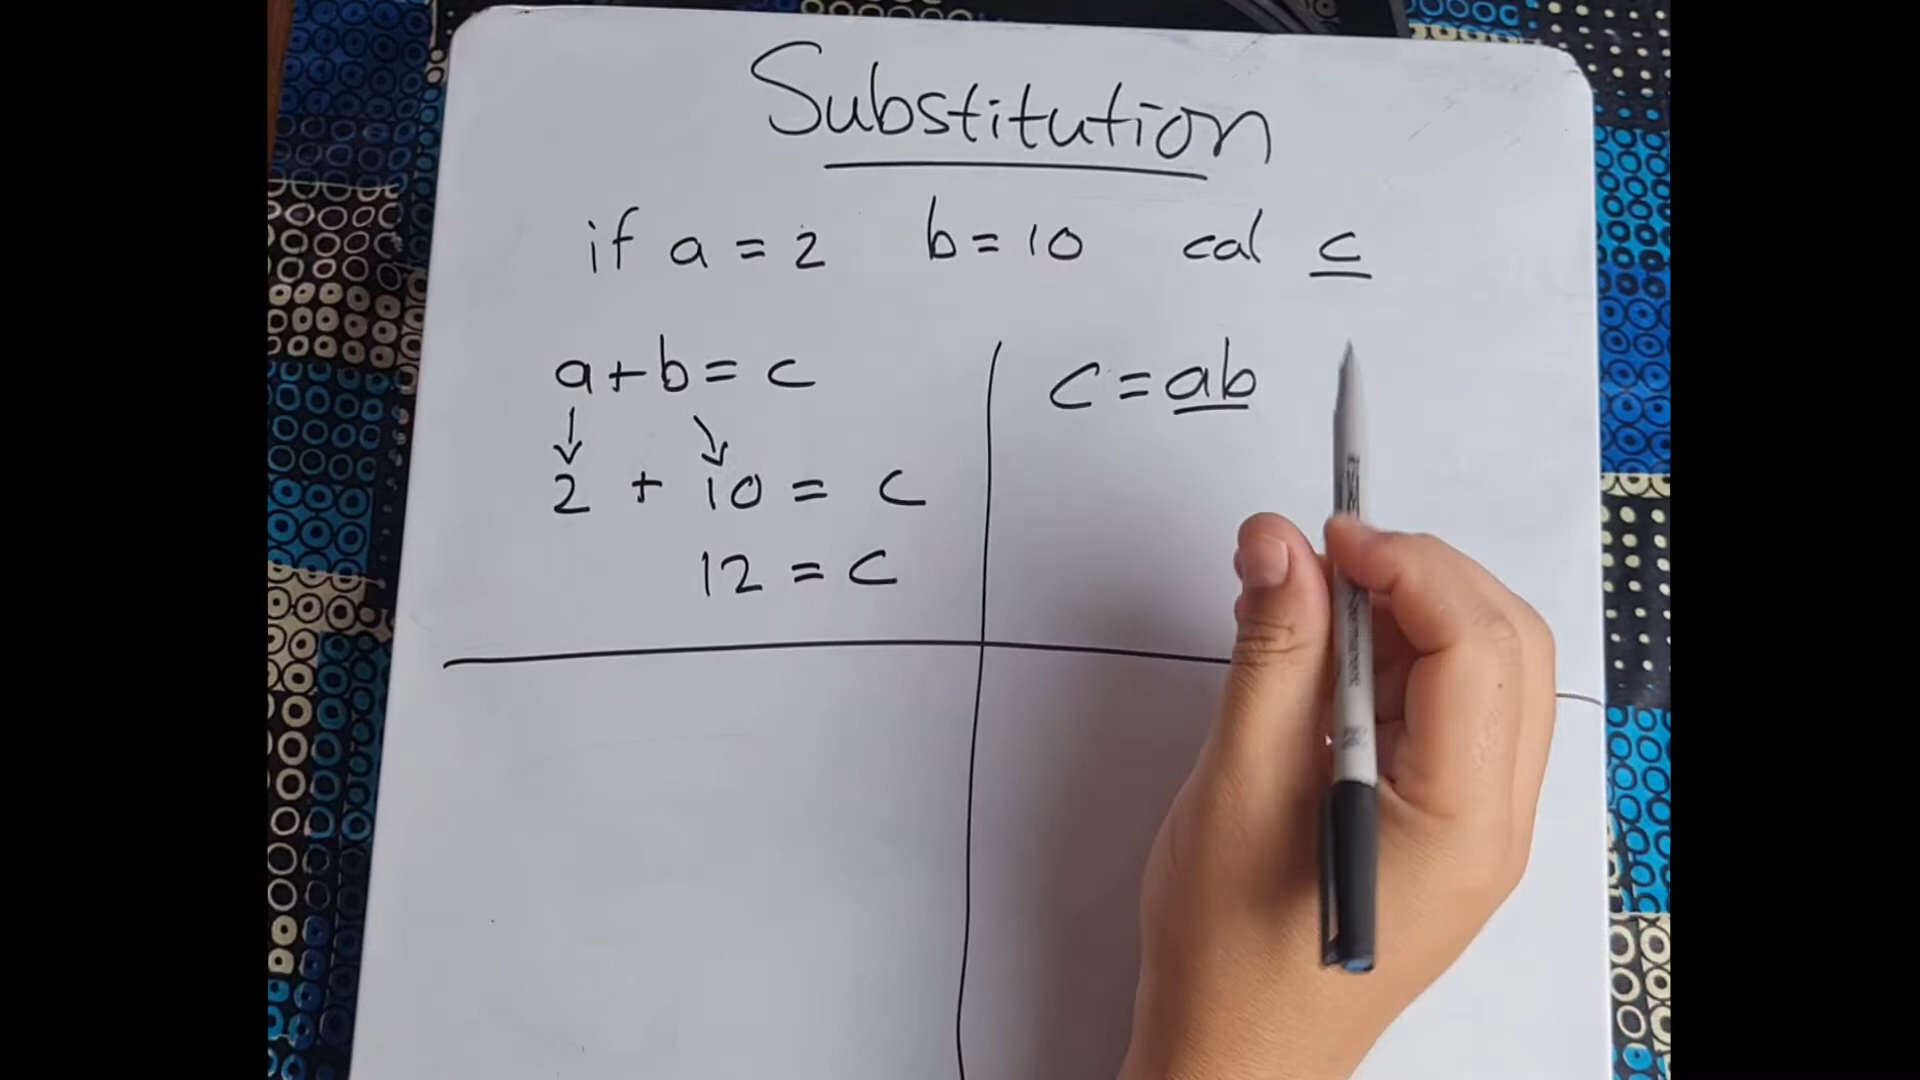 Substitution
if a = 2 b = 10 cal c
a + b = c
↓ ↘
2 + 10 = c
12 = c
c = ab